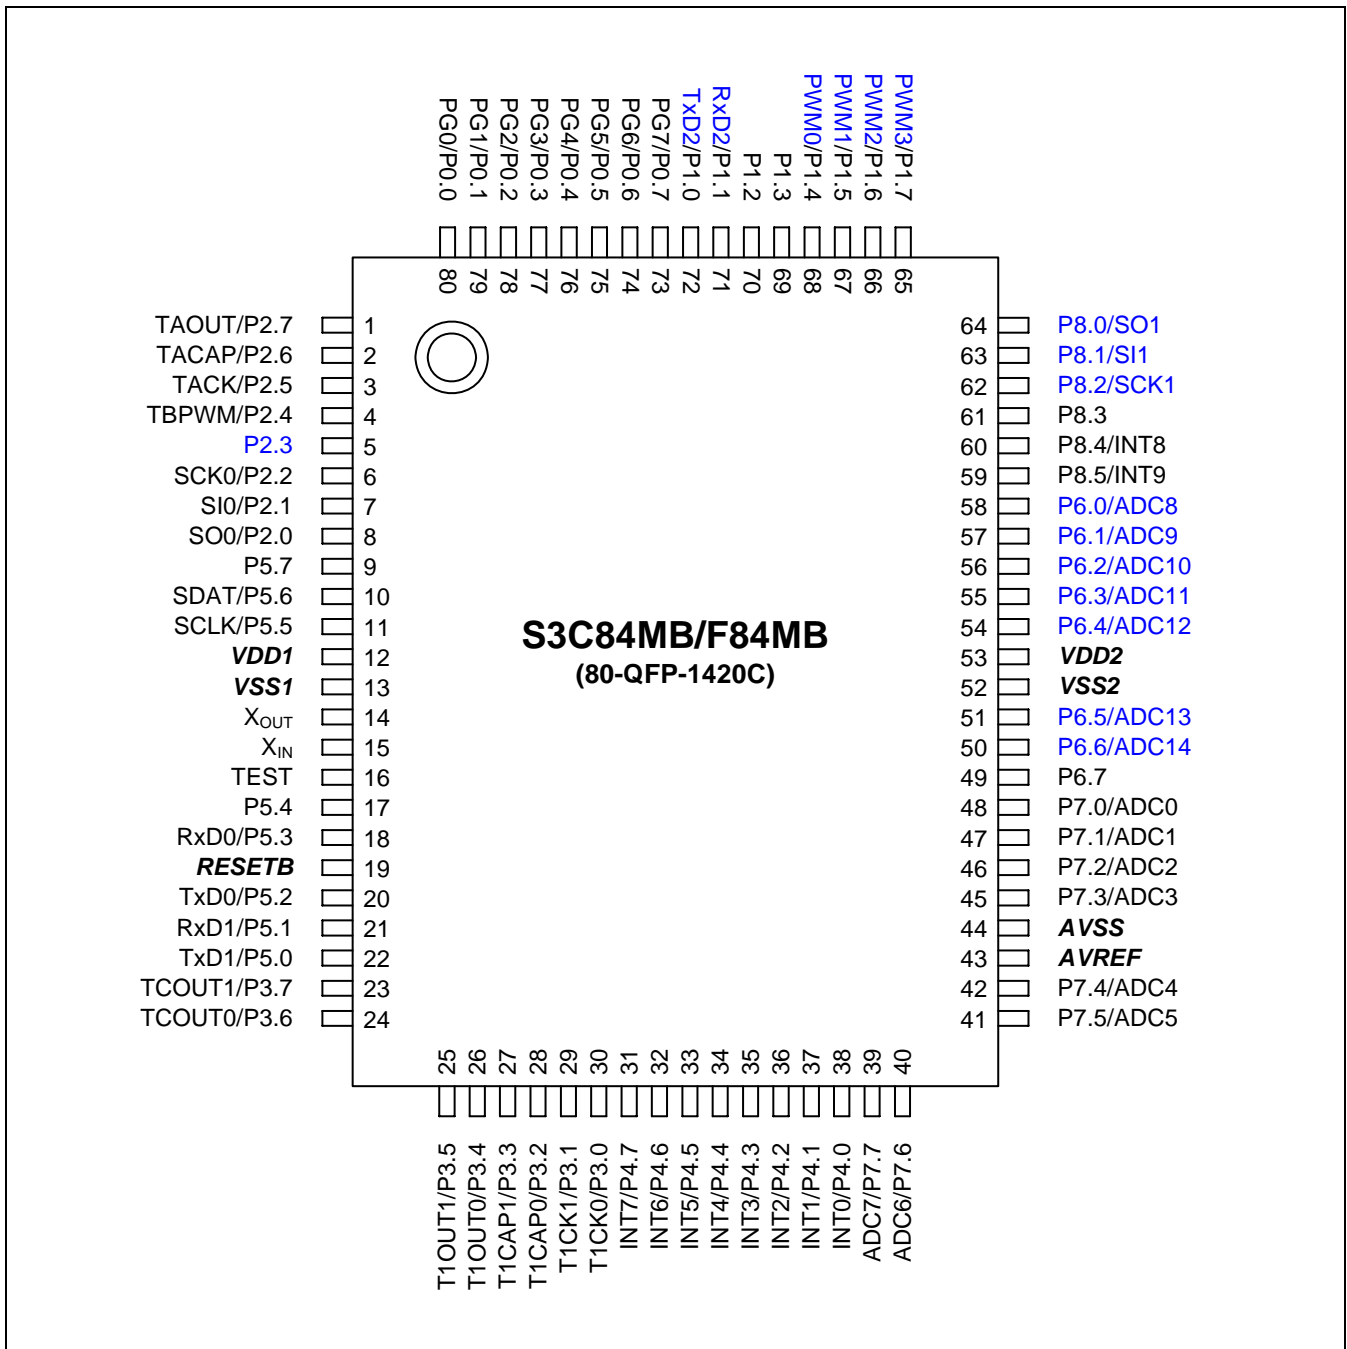 PG0/P0.0
PG1/P0.1
PG2/P0.2
PG3/P0.3
PG4/P0.4
PG5/P0.5
PG6/P0.6
PG7/P0.7
TxD2/P1.0
RxD2/P1.1
P1.2
P1.3
PWM0/P1.4
PWM1/P1.5
PWM2/P1.6
PWM3/P1.7
80
79
78
77
76
75
74
73
72
71
70
69
68
67
66
65
TAOUT/P2.7 1
TACAP/P2.6 2
TACK/P2.5 3
TBPWM/P2.4 4
P2.3 5
SCK0/P2.2 6
SI0/P2.1 7
SO0/P2.0 8
P5.7 9
SDAT/P5.6 10
SCLK/P5.5 11
VDD1 12
VSS1 13
XOUT 14
XIN 15
TEST 16
P5.4 17
RxD0/P5.3 18
RESETB 19
TxD0/P5.2 20
RxD1/P5.1 21
TxD1/P5.0 22
TCOUT1/P3.7 23
TCOUT0/P3.6 24
S3C84MB/F84MB
(80-QFP-1420C)
64 P8.0/SO1
63 P8.1/SI1
62 P8.2/SCK1
61 P8.3
60 P8.4/INT8
59 P8.5/INT9
58 P6.0/ADC8
57 P6.1/ADC9
56 P6.2/ADC10
55 P6.3/ADC11
54 P6.4/ADC12
53 VDD2
52 VSS2
51 P6.5/ADC13
50 P6.6/ADC14
49 P6.7
48 P7.0/ADC0
47 P7.1/ADC1
46 P7.2/ADC2
45 P7.3/ADC3
44 AVSS
43 AVREF
42 P7.4/ADC4
41 P7.5/ADC5
25
26
27
28
29
30
31
32
33
34
35
36
37
38
39
40
T1OUT1/P3.5
T1OUT0/P3.4
T1CAP1/P3.3
T1CAP0/P3.2
T1CK1/P3.1
T1CK0/P3.0
INT7/P4.7
INT6/P4.6
INT5/P4.5
INT4/P4.4
INT3/P4.3
INT2/P4.2
INT1/P4.1
INT0/P4.0
ADC7/P7.7
ADC6/P7.6